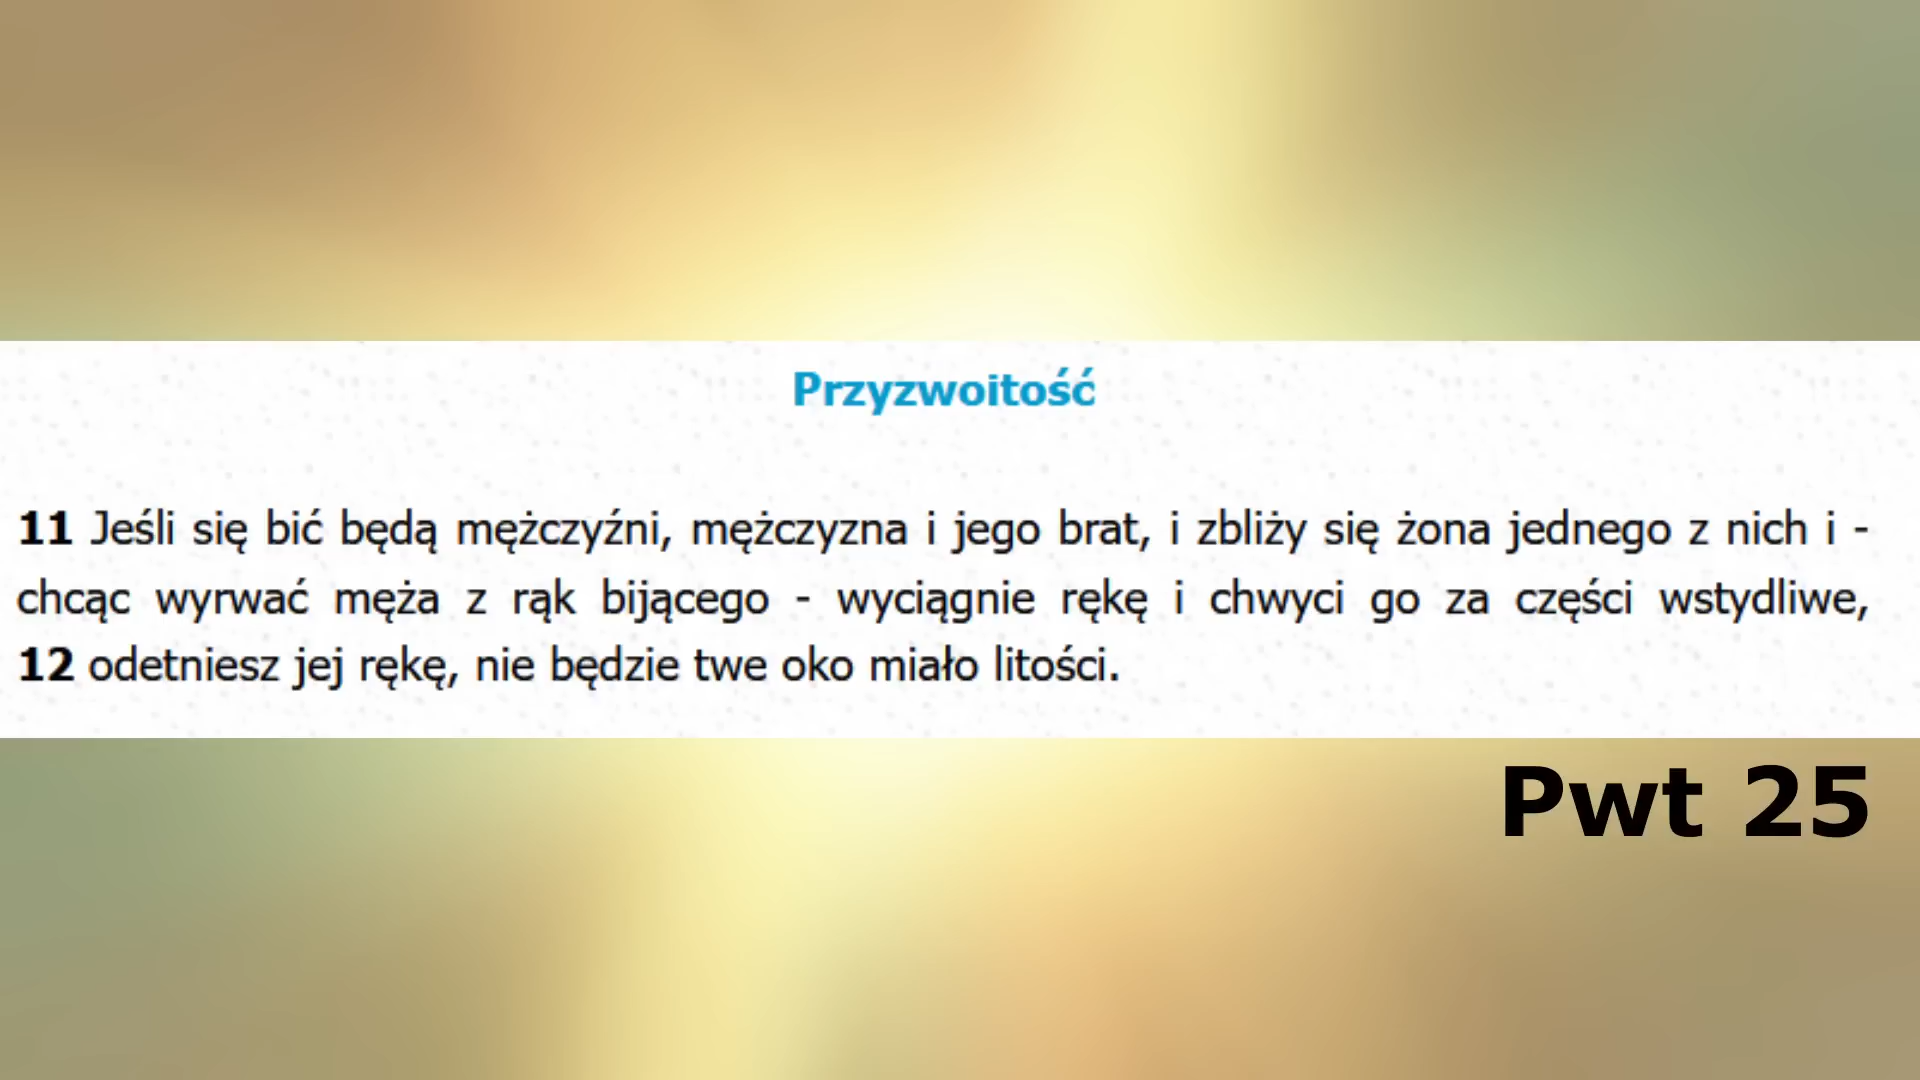 Przyzwoitość
11 Jeśli się bić będą mężczyźni, mężczyzna i jego brat, i zbliży się żona jednego z nich i -
chcąc wyrwać męża z rąk bijącego - wyciągnie rękę i chwyci go za części wstydliwe,
12 odetniesz jej rękę, nie będzie twe oko miało litości.
Pwt 25